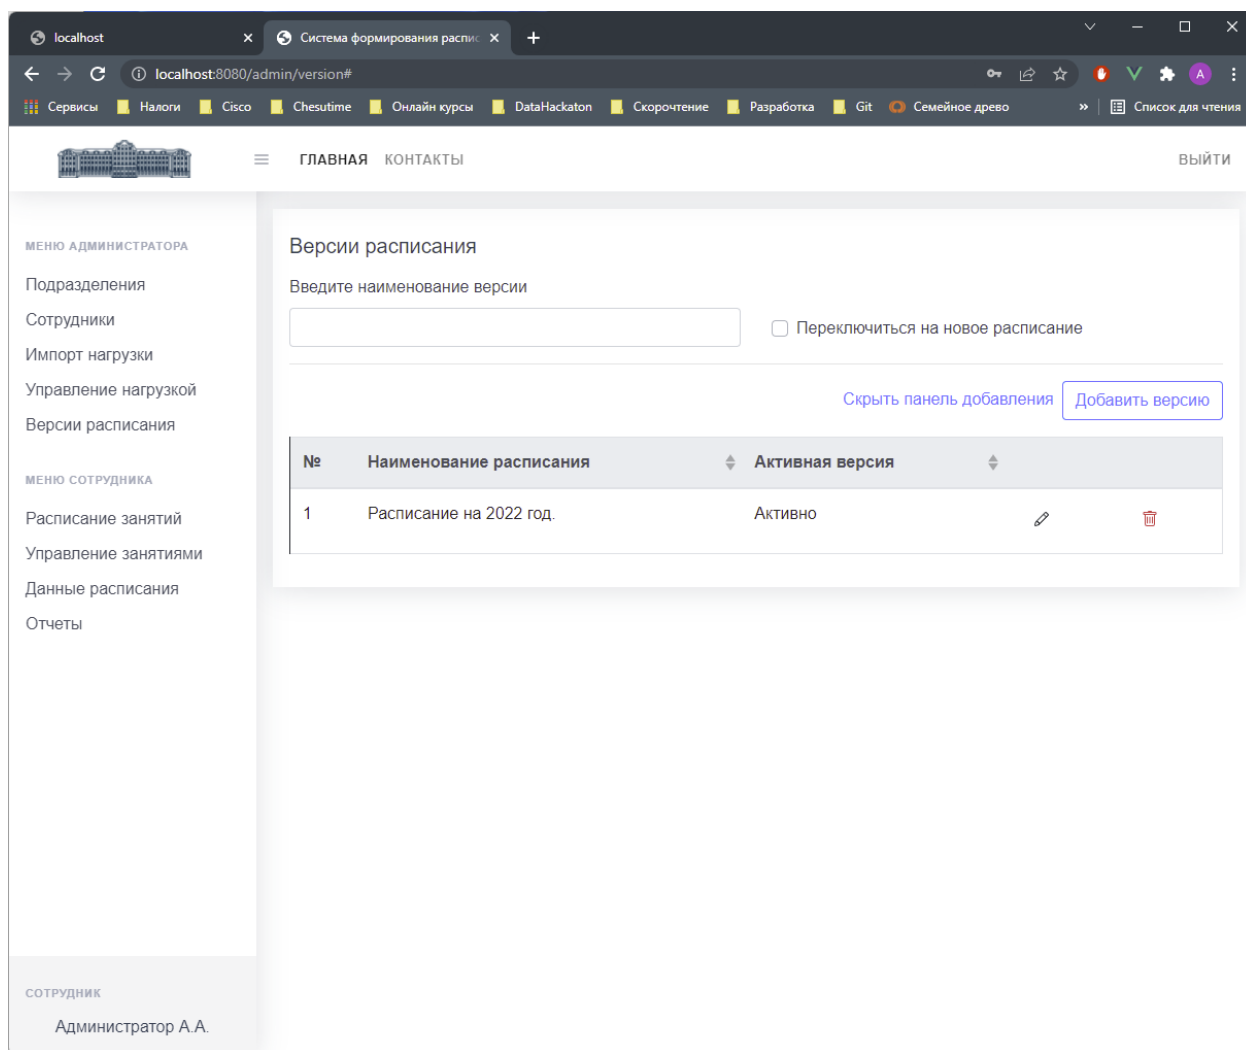 localhost
Система формирования распис
localhost:8080/admin/version#
A
Сервисы Налоги Cisco Chesutime Онлайн курсы DataHackaton Скорочтение Разработка Git Семейное древо » Список для чтения
ГЛАВНАЯ КОНТАКТЫ ВЫЙТИ
МЕНЮ АДМИНИСТРАТОРА
Подразделения
Сотрудники
Импорт нагрузки
Управление нагрузкой
Версии расписания
МЕНЮ СОТРУДНИКА
Расписание занятий
Управление занятиями
Данные расписания
Отчеты
СОТРУДНИК
Администратор А.А.
Версии расписания
Введите наименование версии
Переключиться на новое расписание
Скрыть панель добавления Добавить версию
№ Наименование расписания Активная версия
1 Расписание на 2022 год. Активно